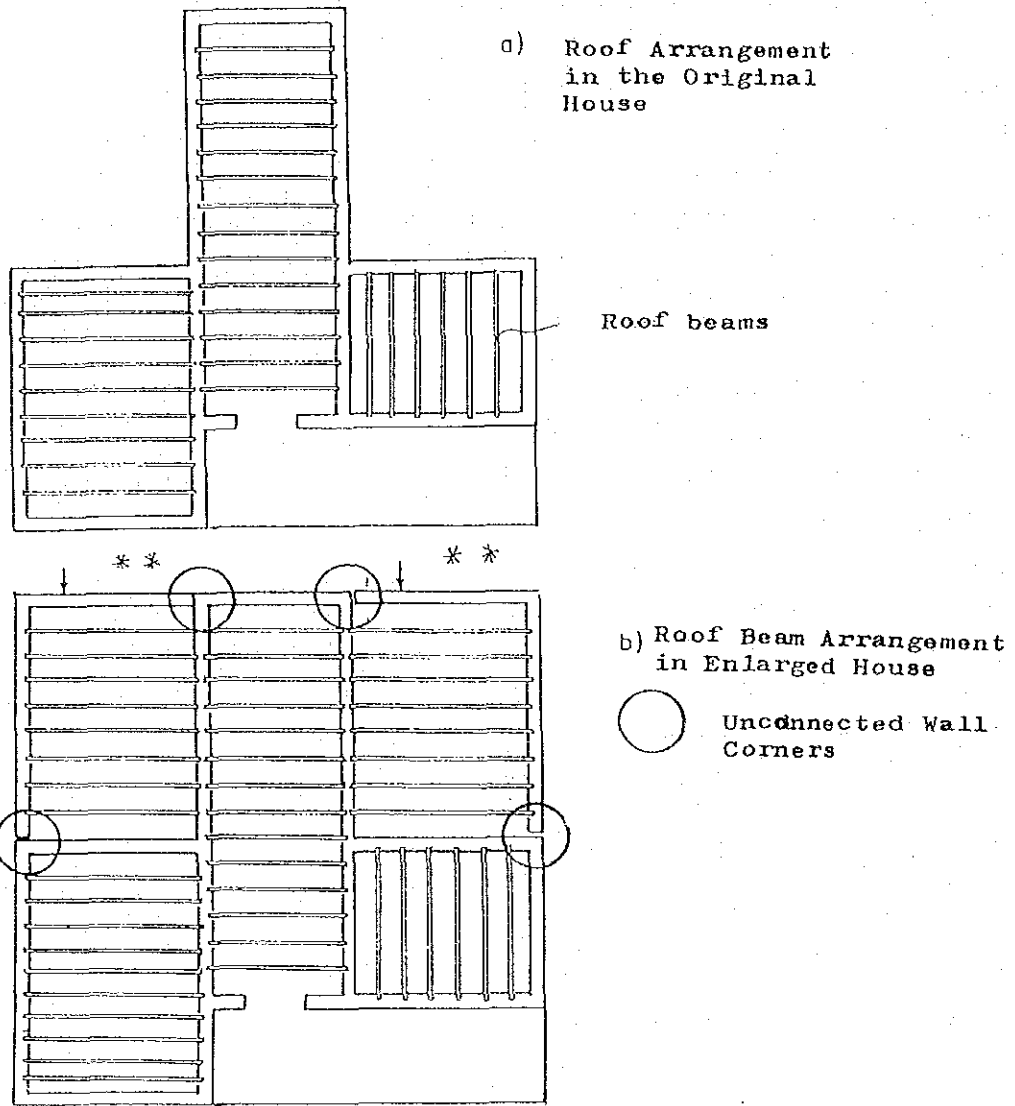 a) Roof Arrangement
in the Original
House
Roof beams
* * * *
b) Roof Beam Arrangement
in Enlarged House
Unconnected Wall
Corners